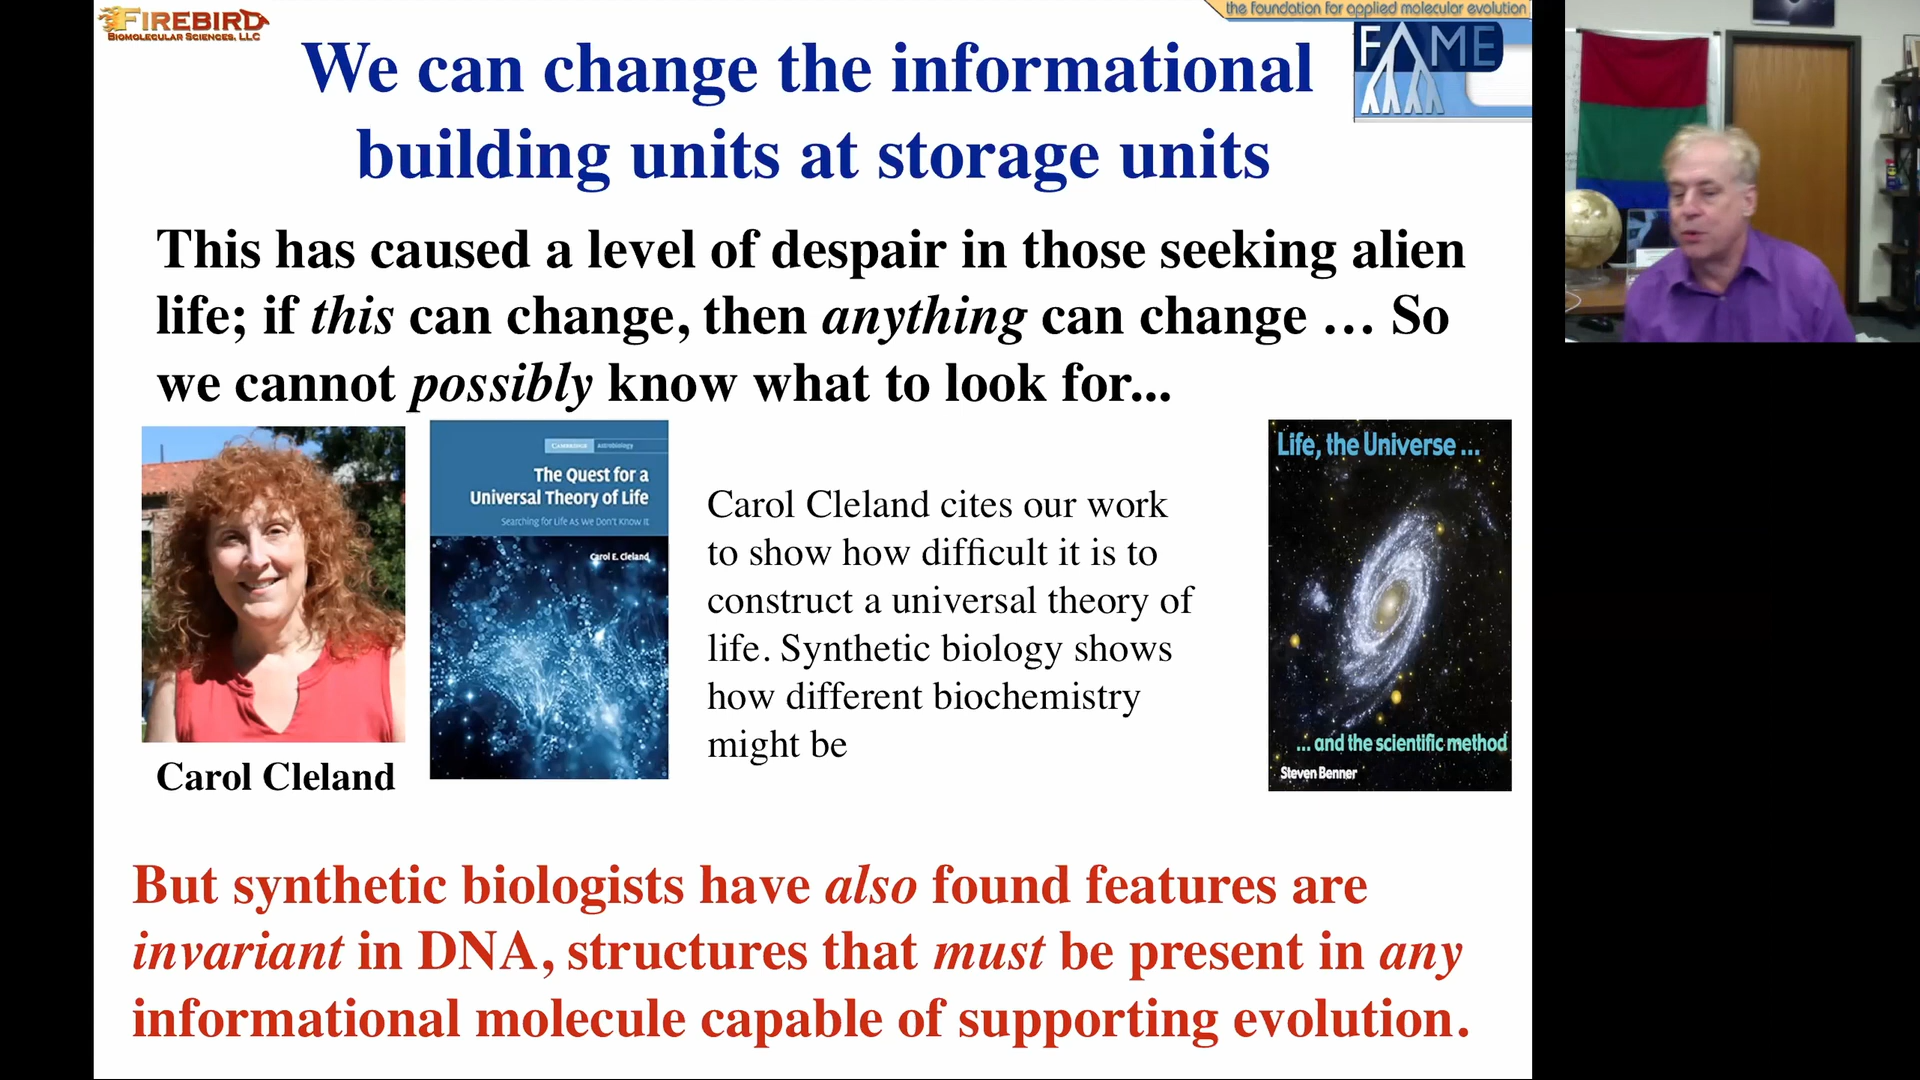 FIREBIRD
BIOMOLECULAR SCIENCES, LLC
the foundation for applied molecular evolution
FAME
We can change the informational
building units at storage units
This has caused a level of despair in those seeking alien
life; if this can change, then anything can change … So
we cannot possibly know what to look for...
CAMBRIDGE astrobiology
The Quest for a
Universal Theory of Life
Searching for Life As We Don't Know It
Carol E. Cleland
Carol Cleland
Carol Cleland cites our work
to show how difficult it is to
construct a universal theory of
life. Synthetic biology shows
how different biochemistry
might be
Life, the Universe ...
... and the scientific method
Steven Benner
But synthetic biologists have also found features are
invariant in DNA, structures that must be present in any
informational molecule capable of supporting evolution.